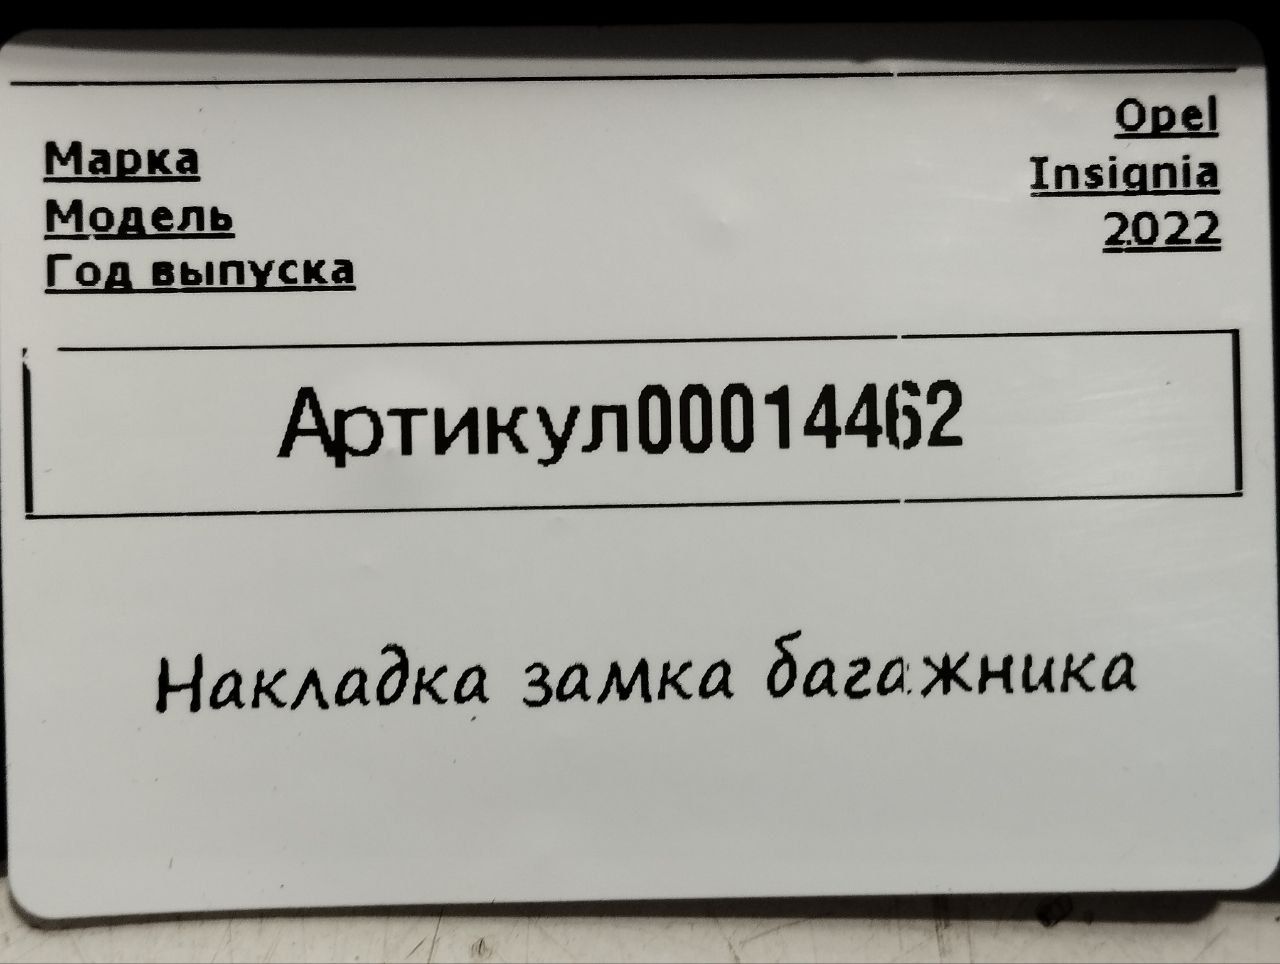 Марка Opel
Модель Insignia
Год выпуска 2022
Артикул00014462
Накладка замка багажника